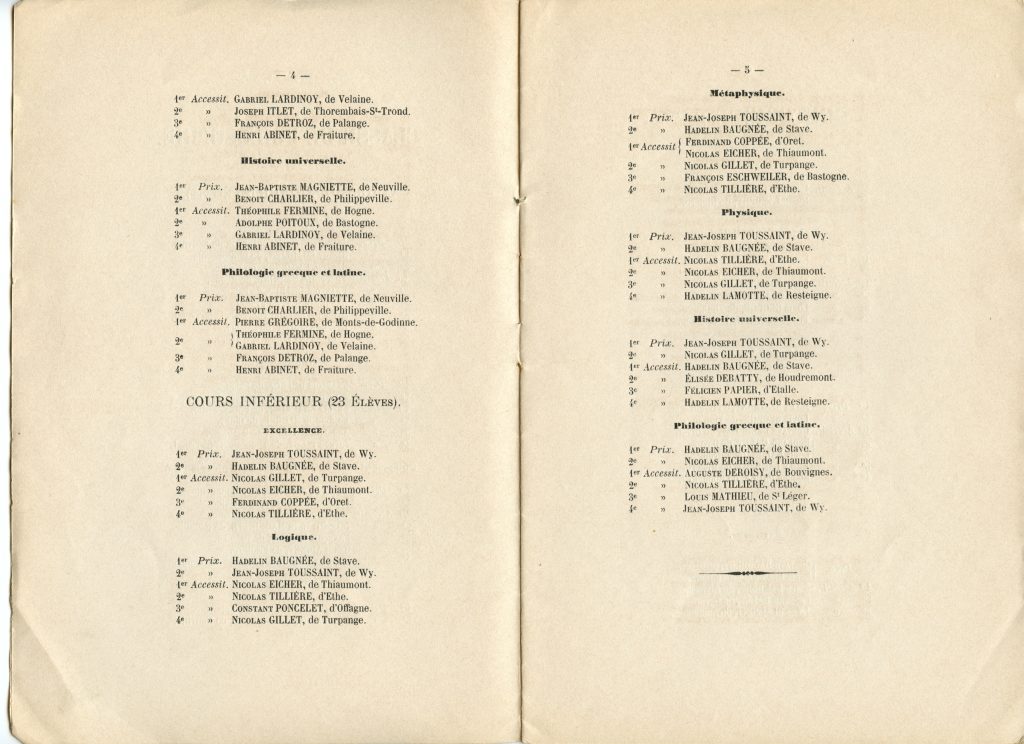 — 4 —
1er Accessit. Gabriel LARDINOY, de Velaine.
2e » Joseph ITLET, de Thorembais-St-Trond.
3e » François DETROZ, de Palange.
4e » Henri ABINET, de Fraiture.
Histoire universelle.
1er Prix. Jean-Baptiste MAGNIETTE, de Neuville.
2e » Benoit CHARLIER, de Philippeville.
1er Accessit. Théophile FERMINE, de Hogne.
2e » Adolphe POITOUX, de Bastogne.
3e » Gabriel LARDINOY, de Velaine.
4e » Henri ABINET, de Fraiture.
Philologie grecque et latine.
1er Prix. Jean-Baptiste MAGNIETTE, de Neuville.
2e » Benoit CHARLIER, de Philippeville.
1er Accessit. Pierre GRÉGOIRE, de Monts-de-Godinne.
2e » Théophile FERMINE, de Hogne.
Gabriel LARDINOY, de Velaine.
3e » François DETROZ, de Palange.
4e » Henri ABINET, de Fraiture.
COURS INFÉRIEUR (23 Élèves).
EXCELLENCE.
1er Prix. Jean-Joseph TOUSSAINT, de Wy.
2e » Hadelin BAUGNÉE, de Stave.
1er Accessit. Nicolas GILLET, de Turpange.
2e » Nicolas EICHER, de Thiaumont.
3e » Ferdinand COPPÉE, d'Oret.
4e » Nicolas TILLIÈRE, d'Ethe.
Logique.
1er Prix. Hadelin BAUGNÉE, de Stave.
2e » Jean-Joseph TOUSSAINT, de Wy.
1er Accessit. Nicolas EICHER, de Thiaumont.
2e » Nicolas TILLIÈRE, d'Ethe.
3e » Constant PONCELET, d'Offagne.
4e » Nicolas GILLET, de Turpange.
— 5 —
Métaphysique.
1er Prix. Jean-Joseph TOUSSAINT, de Wy.
2e » Hadelin BAUGNÉE, de Stave.
1er Accessit Ferdinand COPPÉE, d'Oret.
Nicolas EICHER, de Thiaumont.
2e » Nicolas GILLET, de Turpange.
3e » François ESCHWEILER, de Bastogne.
4e » Nicolas TILLIÈRE, d'Ethe.
Physique.
1er Prix. Jean-Joseph TOUSSAINT, de Wy.
2e » Hadelin BAUGNÉE, de Stave.
1er Accessit. Nicolas TILLIÈRE, d'Ethe.
2e » Nicolas EICHER, de Thiaumont.
3e » Nicolas GILLET, de Turpange.
4e » Hadelin LAMOTTE, de Resteigne.
Histoire universelle.
1er Prix. Jean-Joseph TOUSSAINT, de Wy.
2e » Nicolas GILLET, de Turpange.
1er Accessit. Hadelin BAUGNÉE, de Stave.
2e » Élisée DEBATTY, de Houdremont.
3e » Félicien PAPIER, d'Etalle.
4e » Hadelin LAMOTTE, de Resteigne.
Philologie grecque et latine.
1er Prix. Hadelin BAUGNÉE, de Stave.
2e » Nicolas EICHER, de Thiaumont.
1er Accessit. Auguste DEROISY, de Bouvignes.
2e » Nicolas TILLIÈRE, d'Ethe.
3e » Louis MATHIEU, de St Léger.
4e » Jean-Joseph TOUSSAINT, de Wy.